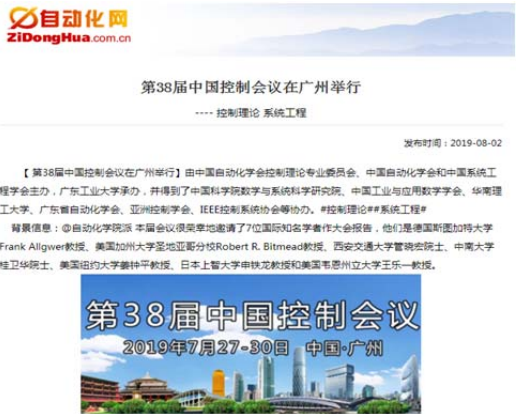 自动化网
ZiDongHua.com.cn
第38届中国控制会议在广州举行
---- 控制理论 系统工程
发布时间：2019-08-02
【 第38届中国控制会议在广州举行】由中国自动化学会控制理论专业委员会、中国自动化学会和中国系统工
程学会主办，广东工业大学承办，并得到了中国科学院数学与系统科学研究院、中国工业与应用数学学会、华南理
工大学、广东省自动化学会、亚洲控制学会、IEEE控制系统协会等协办。#控制理论##系统工程#
背景信息：@自动化学院派 本届会议很荣幸地邀请了7位国际知名学者作大会报告，他们是德国斯图加特大学
Frank Allgwer教授、美国加州大学圣地亚哥分校Robert R. Bitmead教授、西安交通大学管晓宏院士、中南大学
桂卫华院士、美国纽约大学姜钟平教授、日本上智大学申铁龙教授和美国韦恩州立大学王乐一教授。
第38届中国控制会议
2019年7月27-30日 中国·广州